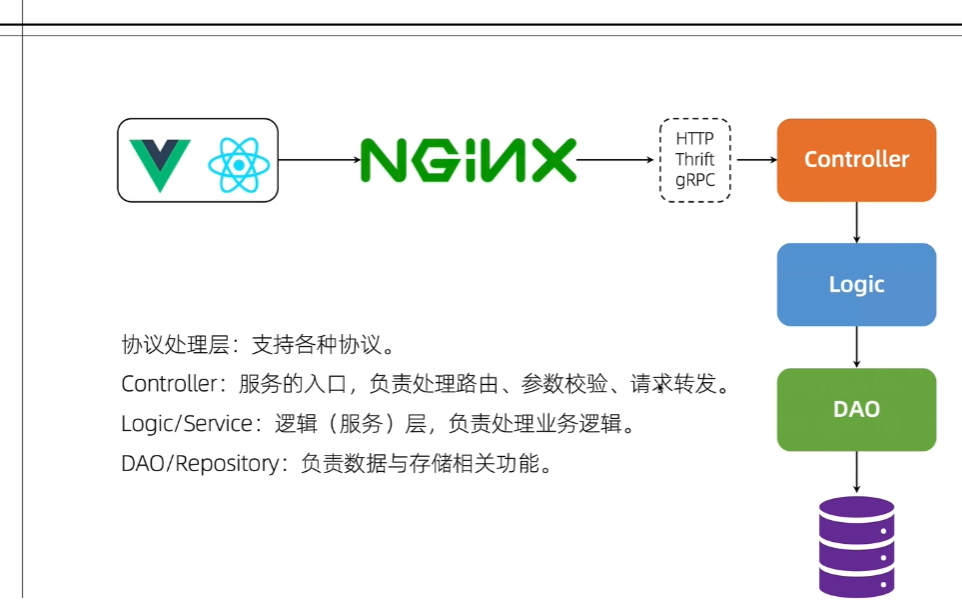 NGiNX
HTTP
Thrift
gRPC
Controller
Logic
DAO
协议处理层：支持各种协议。
Controller：服务的入口，负责处理路由、参数校验、请求转发。
Logic/Service：逻辑（服务）层，负责处理业务逻辑。
DAO/Repository：负责数据与存储相关功能。